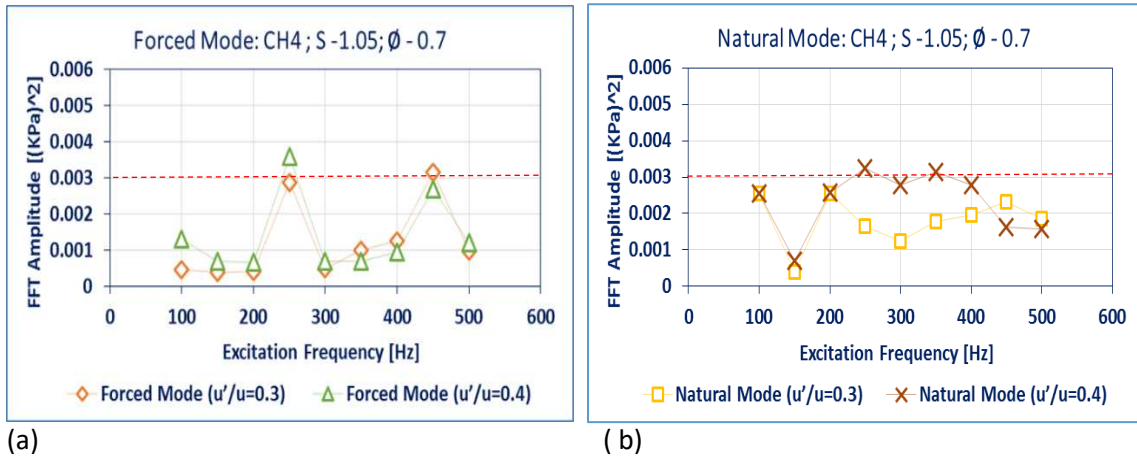 Forced Mode: CH4 ; S -1.05; Ø - 0.7
FFT Amplitude [(KPa)^2]
0.006
0.005
0.004
0.003
0.002
0.001
0
0 100 200 300 400 500 600
Excitation Frequency [Hz]
Forced Mode (u’/u=0.3) Forced Mode (u’/u=0.4)
(a)
Natural Mode: CH4 ; S -1.05; Ø - 0.7
FFT Amplitude [(KPa)^2]
0.006
0.005
0.004
0.003
0.002
0.001
0
0 100 200 300 400 500 600
Excitation Frequency [Hz]
Natural Mode (u’/u=0.3) Natural Mode (u’/u=0.4)
( b)